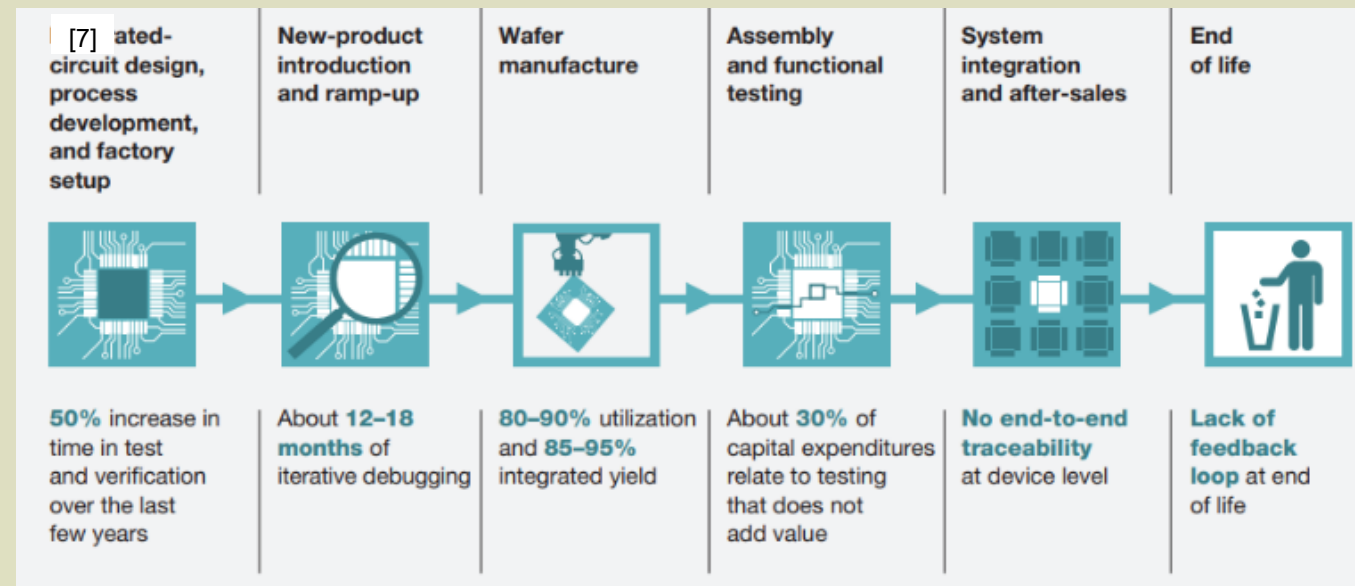 [7]
ated-
circuit design,
process
development,
and factory
setup
New-product
introduction
and ramp-up
Wafer
manufacture
Assembly
and functional
testing
System
integration
and after-sales
End
of life
50% increase in
time in test
and verification
over the last
few years
About 12–18
months of
iterative debugging
80–90% utilization
and 85–95%
integrated yield
About 30% of
capital expenditures
relate to testing
that does not
add value
No end-to-end
traceability
at device level
Lack of
feedback
loop at end
of life